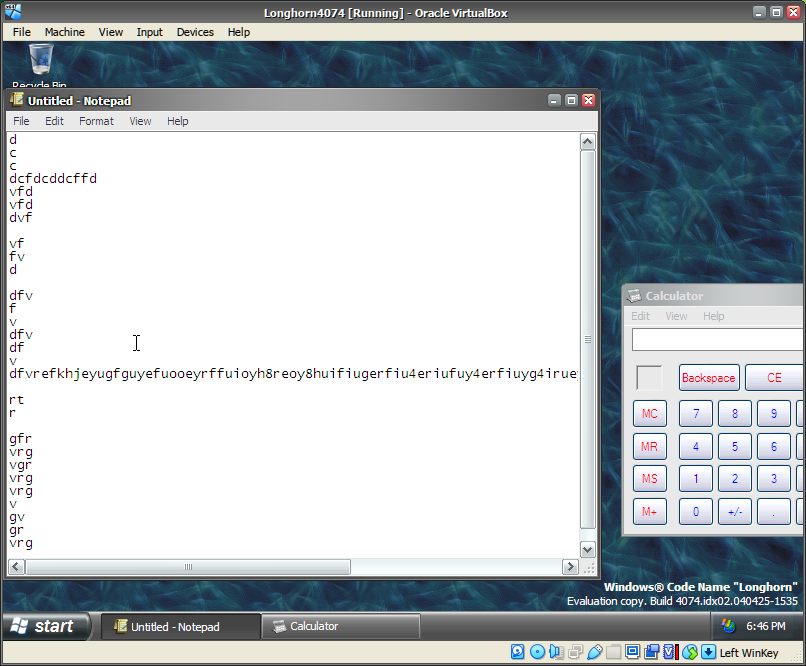 Longhorn4074 [Running] - Oracle VirtualBox
File Machine View Input Devices Help
Recycle Bin
Untitled - Notepad
File Edit Format View Help
d
c
c
dcfdcddcffd
vfd
vfd
dvf
vf
fv
d
dfv
f
v
dfv
df
v
dfvrefkhjeyugfguyefuooeyrffuioyh8reoy8huifiugerfiu4eriufuy4erfiuyg4irue
rt
r
gfr
vrg
vgr
vrg
vrg
v
gv
gr
vrg
Calculator
Edit View Help
Backspace CE
MC 7 8 9
MR 4 5 6
MS 1 2 3
M+ 0 +/- .
Windows® Code Name "Longhorn"
Evaluation copy. Build 4074.idx02.040425-1535
start Untitled - Notepad Calculator 6:46 PM
Left WinKey